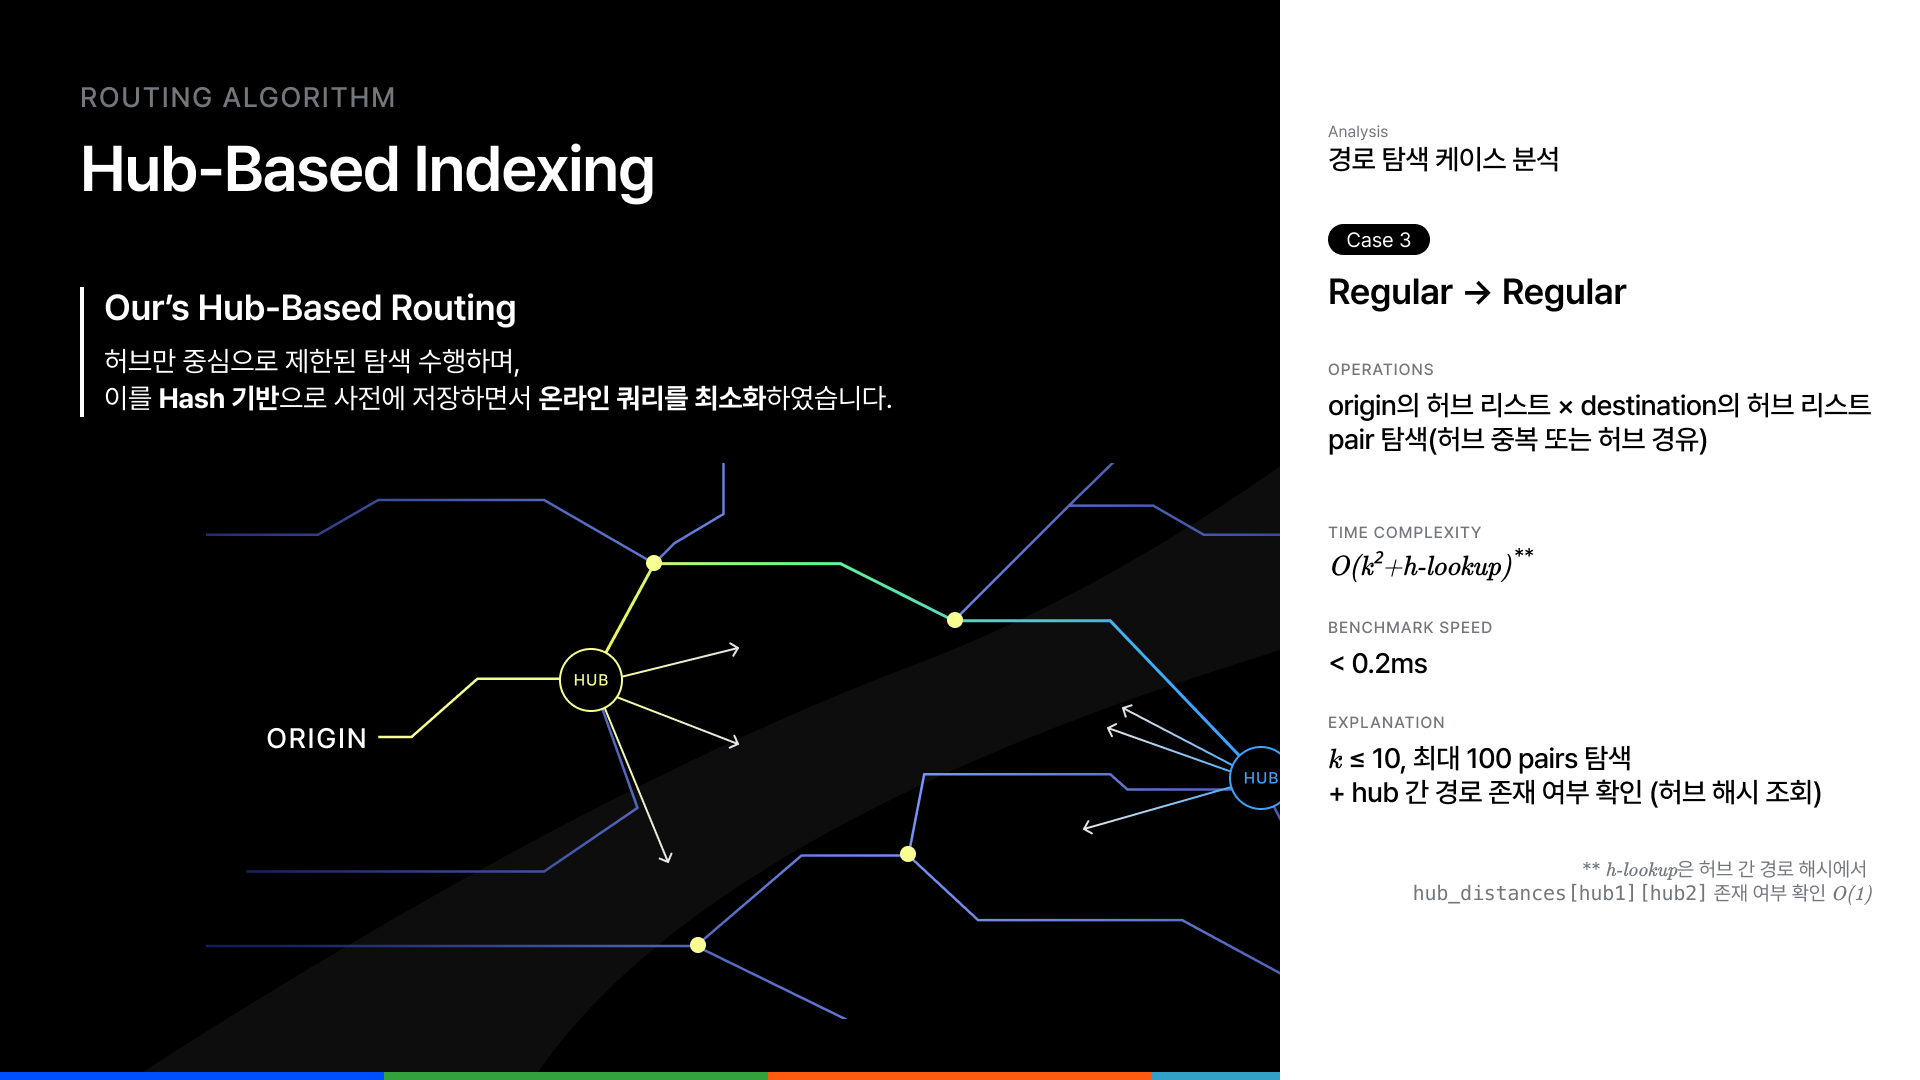 ROUTING ALGORITHM
Hub-Based Indexing
Our’s Hub-Based Routing
허브만 중심으로 제한된 탐색 수행하며,
이를 Hash 기반으로 사전에 저장하면서 온라인 쿼리를 최소화하였습니다.
HUB
ORIGIN
HUB
Analysis
경로 탐색 케이스 분석
Case 3
Regular → Regular
OPERATIONS
origin의 허브 리스트 × destination의 허브 리스트
pair 탐색(허브 중복 또는 허브 경유)
TIME COMPLEXITY
O(k²+h-lookup)**
BENCHMARK SPEED
< 0.2ms
EXPLANATION
k ≤ 10, 최대 100 pairs 탐색
+ hub 간 경로 존재 여부 확인 (허브 해시 조회)
** h-lookup은 허브 간 경로 해시에서
hub_distances[hub1][hub2] 존재 여부 확인 O(1)